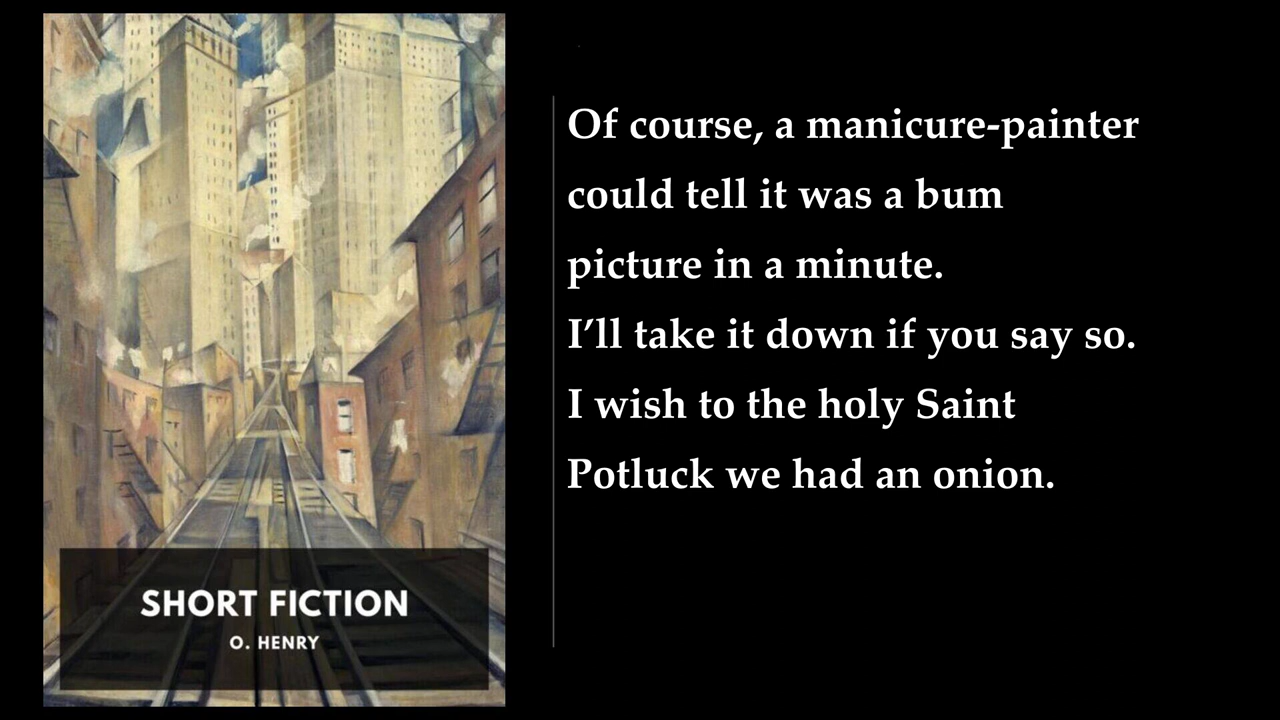 Of course, a manicure-painter
could tell it was a bum
picture in a minute.
I’ll take it down if you say so.
I wish to the holy Saint
Potluck we had an onion.
SHORT FICTION
O. HENRY